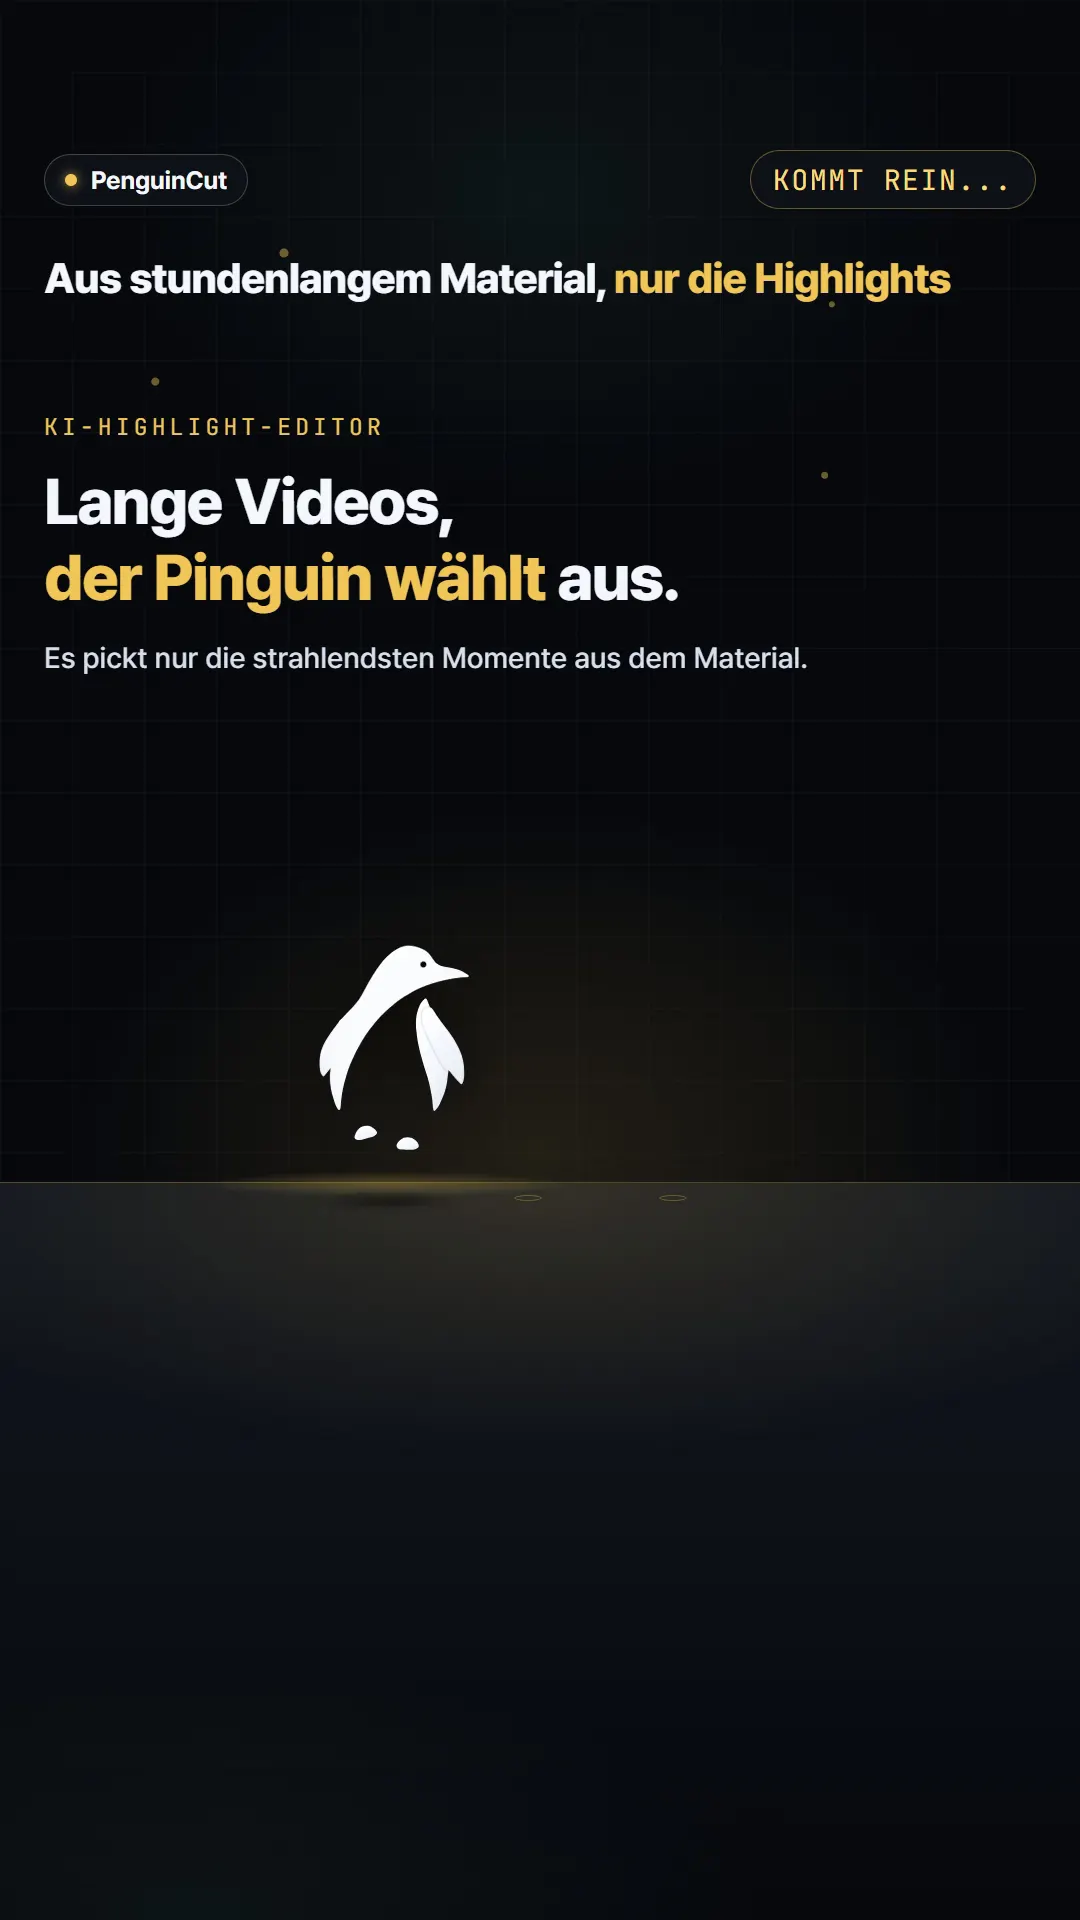 PenguinCut
KOMMT REIN...
Aus stundenlangem Material, nur die Highlights
KI-HIGHLIGHT-EDITOR
Lange Videos,
der Pinguin wählt aus.
Es pickt nur die strahlendsten Momente aus dem Material.